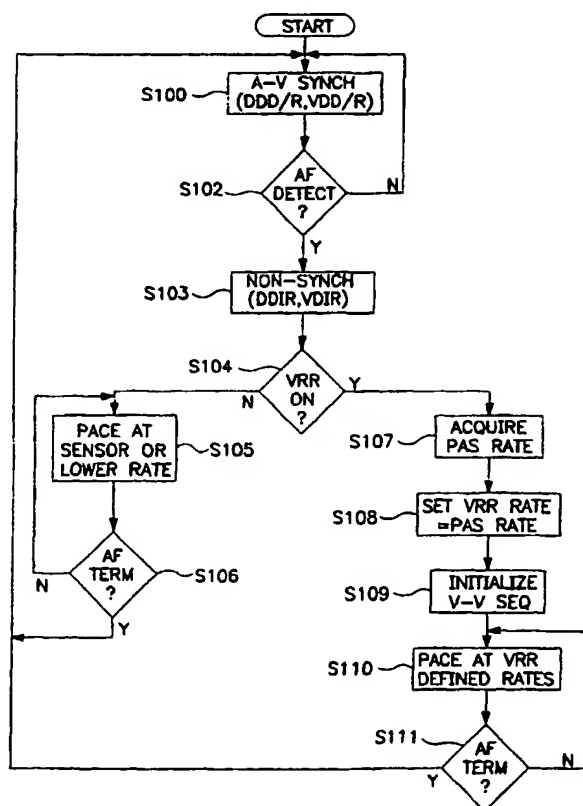 START
S100
A-V SYNCH
(DDD/R,VDD/R)
S102
AF
DETECT
?
N
Y
S103
NON-SYNCH
(DDIR,VDIR)
S104
VRR
ON
?
N
Y
PACE AT
SENSOR OR
LOWER RATE
S105
S107
ACQUIRE
PAS RATE
S108
SET VRR RATE
=PAS RATE
AF
TERM
?
S106
N
Y
S109
INITIALIZE
V-V SEQ
S110
PACE AT VRR
DEFINED RATES
S111
AF
TERM
?
Y
N